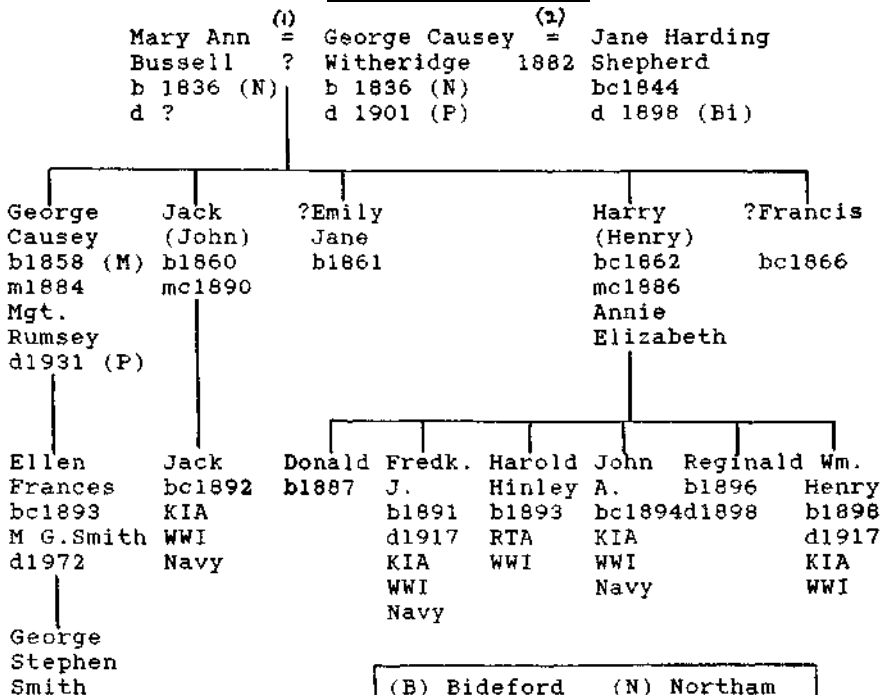 (1) (2)
Mary Ann = George Causey = Jane Harding
Bussell ? Witheridge 1882 Shepherd
b 1836 (N) b 1836 (N) bc1844
d ? d 1901 (P) d 1898 (Bi)
George Jack ?Emily Harry ?Francis
Causey (John) Jane (Henry)
b1858 (M) b1860 b1861 bc1862 bc1866
m1884 mc1890 mc1886
Mgt. Annie
Rumsey Elizabeth
d1931 (P)
Ellen Jack Donald Fredk. Harold John Reginald Wm.
Frances bc1892 b1887 J. Hinley A. b1896 Henry
bc1893 KIA b1891 b1893 bc1894 d1898 b1898
M G.Smith WWI d1917 RTA KIA d1917
d1972 Navy KIA WWI WWI KIA
WWI Navy WWI
Navy
George
Stephen
Smith (B) Bideford (N) Northam